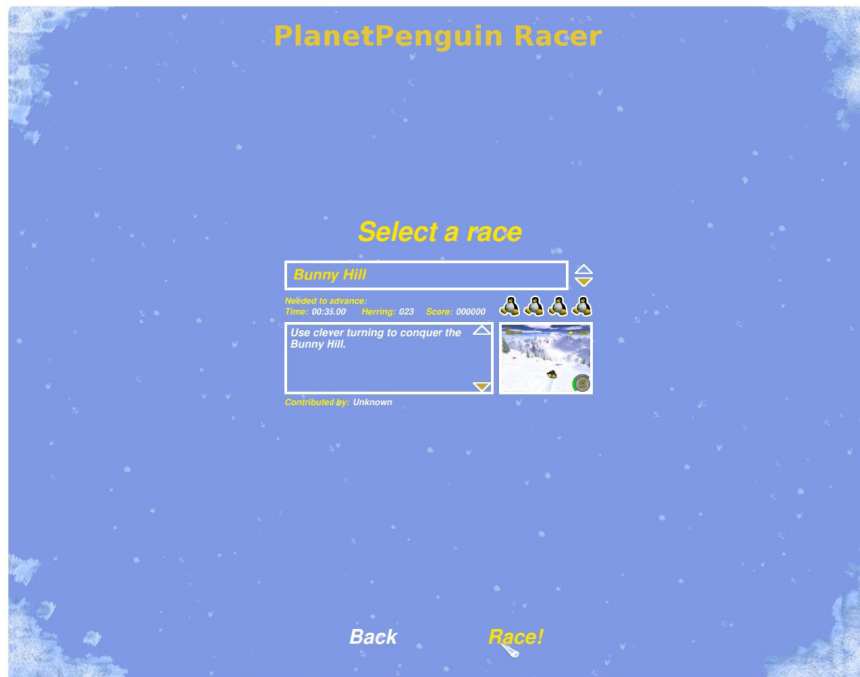 PlanetPenguin Racer
Select a race
Bunny Hill
Needed to advance:
Time: 00:35.00 Herring: 023 Score: 000000
Use clever turning to conquer the
Bunny Hill.
Contributed by: Unknown
Back Race!